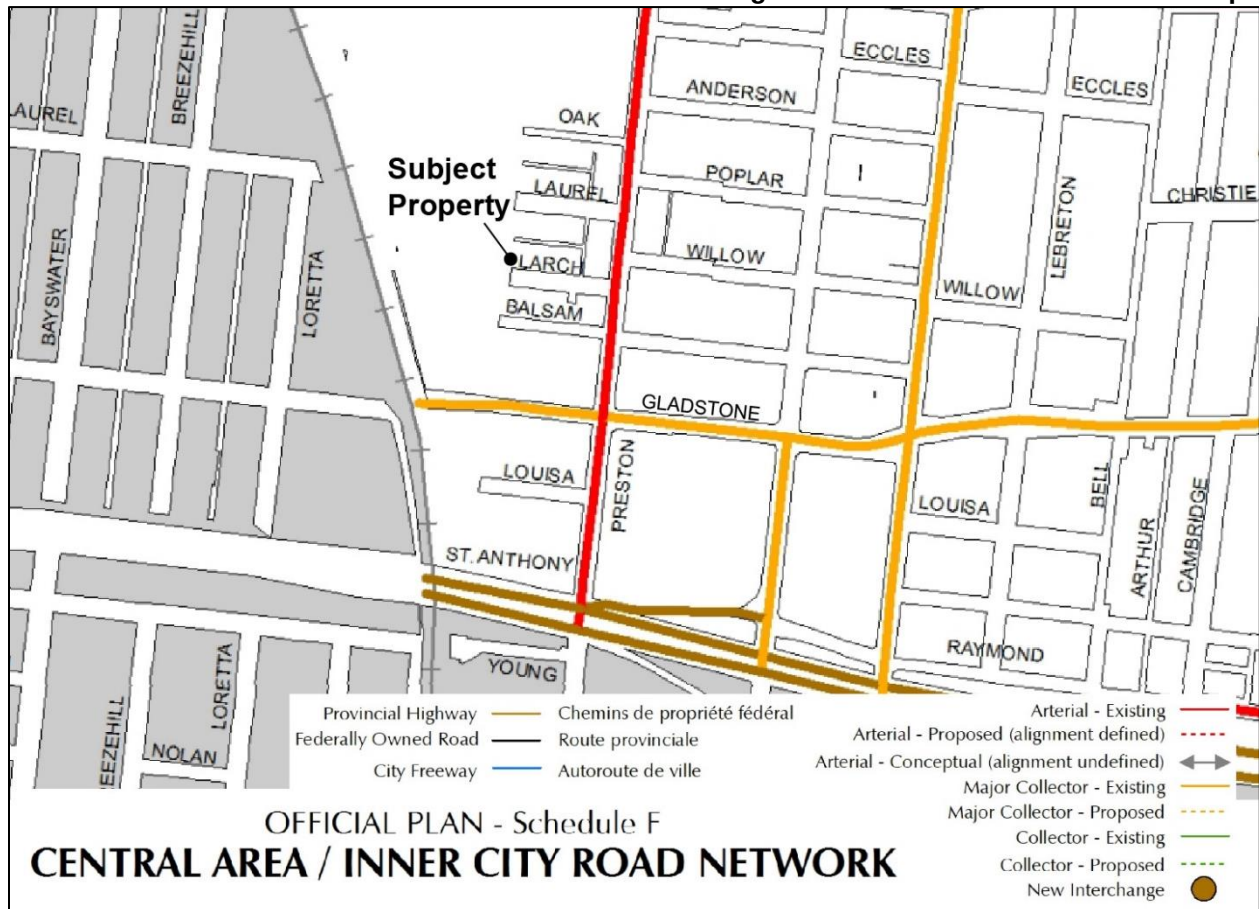 ECCLES
ECCLES
ANDERSON
BREEZEHILL
LAUREL
OAK
Subject
Property
POPLAR
LAUREL
CHRISTIE
LEBRETON
LARCH
WILLOW
WILLOW
BAYSWATER
LORETTA
BALSAM
GLADSTONE
PRESTON
LOUISA
BELL
LOUISA
ARTHUR
CAMBRIDGE
ST. ANTHONY
RAYMOND
YOUNG
LORETTA
REEZEHILL
NOLAN
Provincial Highway Chemins de propriété fédéral
Federally Owned Road Route provinciale
City Freeway Autoroute de ville
Arterial - Existing
Arterial - Proposed (alignment defined)
Arterial - Conceptual (alignment undefined)
Major Collector - Existing
Major Collector - Proposed
Collector - Existing
Collector - Proposed
New Interchange
OFFICIAL PLAN - Schedule F
CENTRAL AREA / INNER CITY ROAD NETWORK